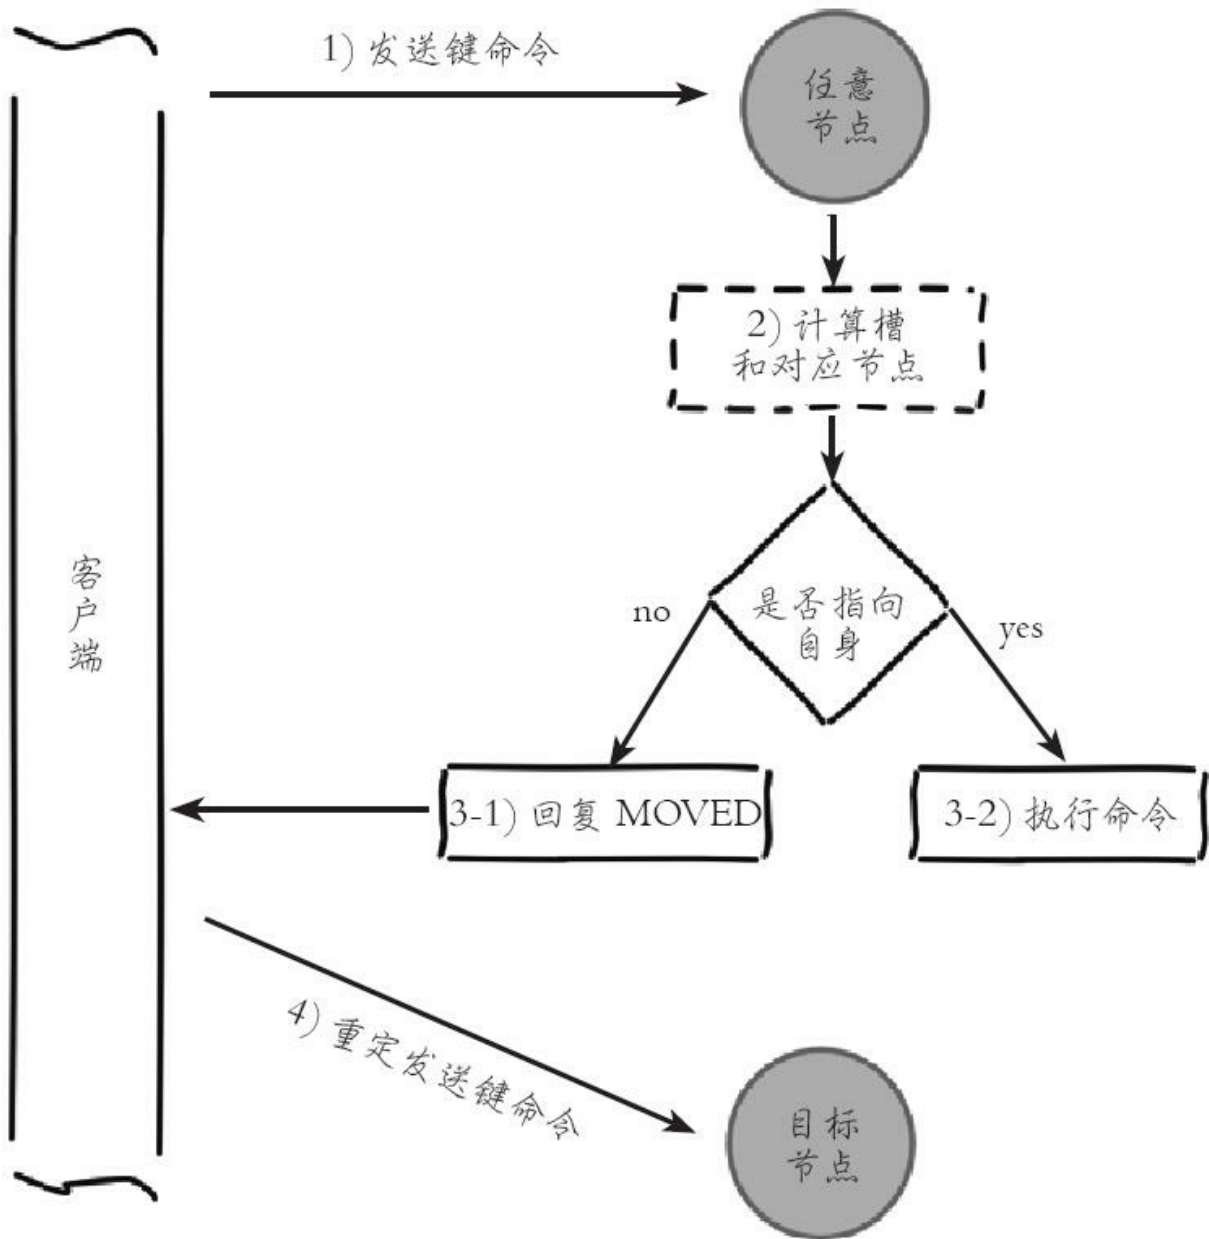 1) 发送键命令
任意
节点
2) 计算槽
和对应节点
客户端
是否指向
自身
no
yes
3-1) 回复 MOVED
3-2) 执行命令
4) 重定发送键命令
目标
节点